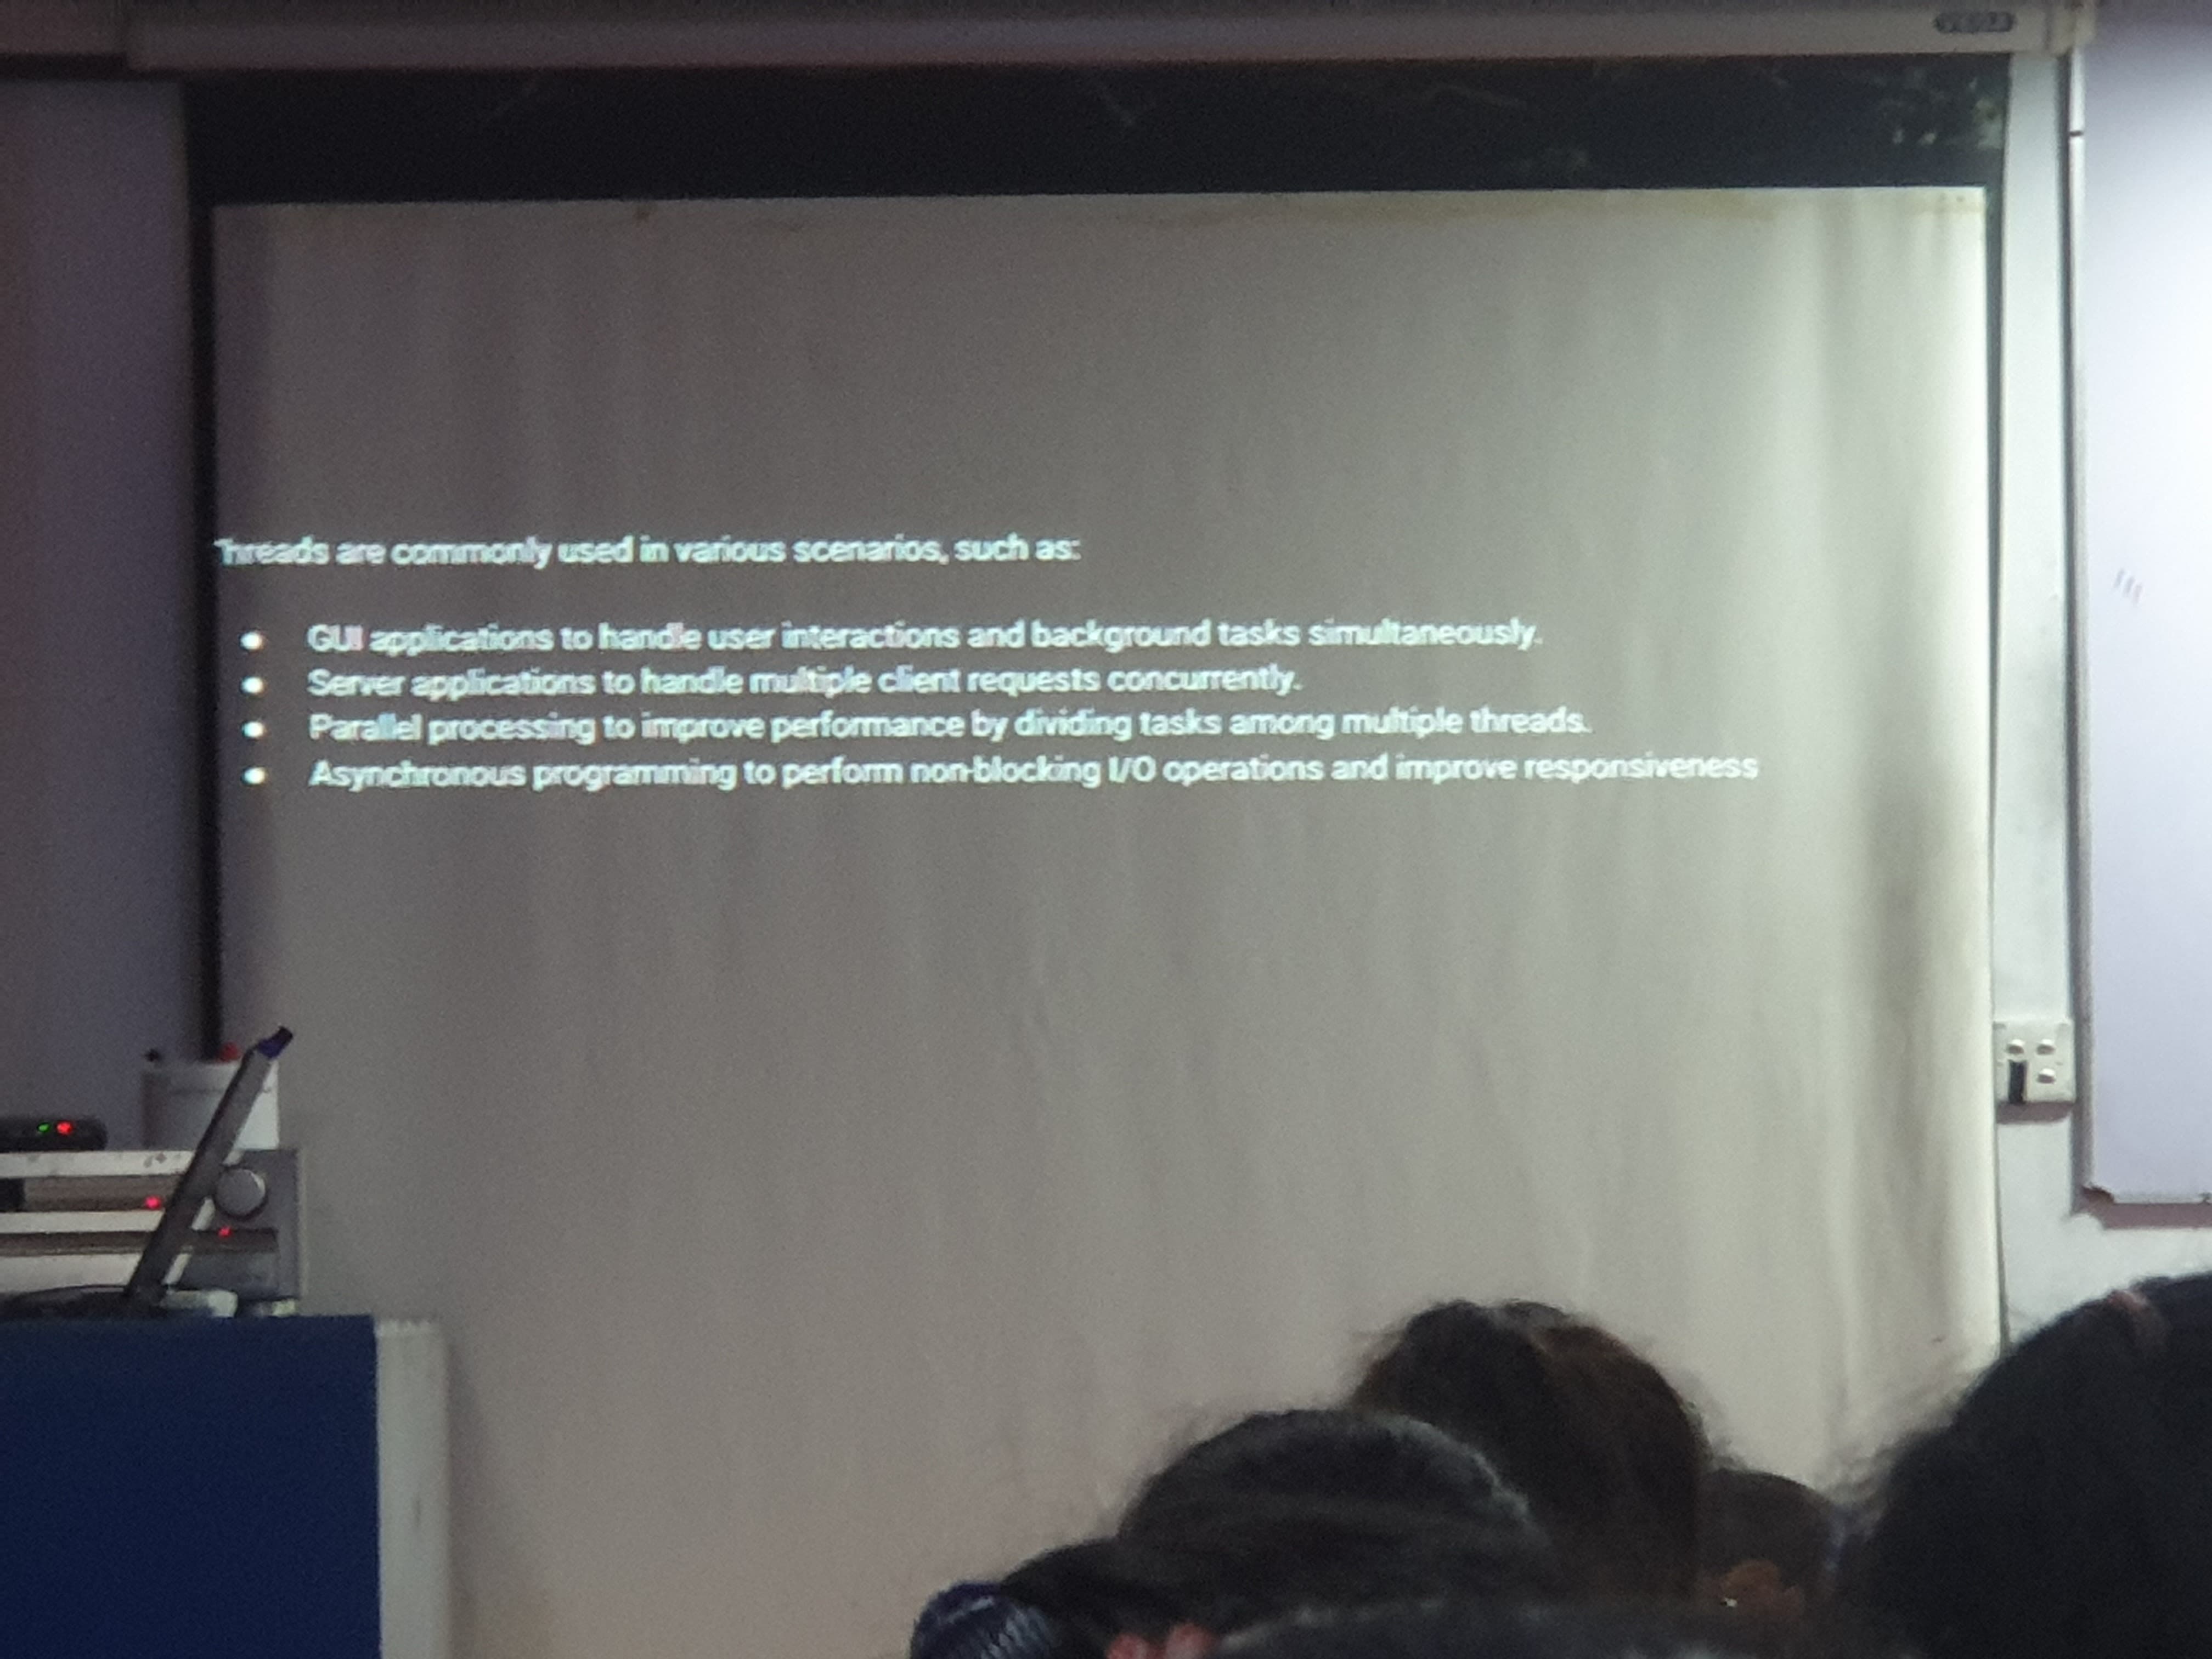 Threads are commonly used in various scenarios, such as:
● GUI applications to handle user interactions and background tasks simultaneously.
● Server applications to handle multiple client requests concurrently.
● Parallel processing to improve performance by dividing tasks among multiple threads.
● Asynchronous programming to perform non-blocking I/O operations and improve responsiveness